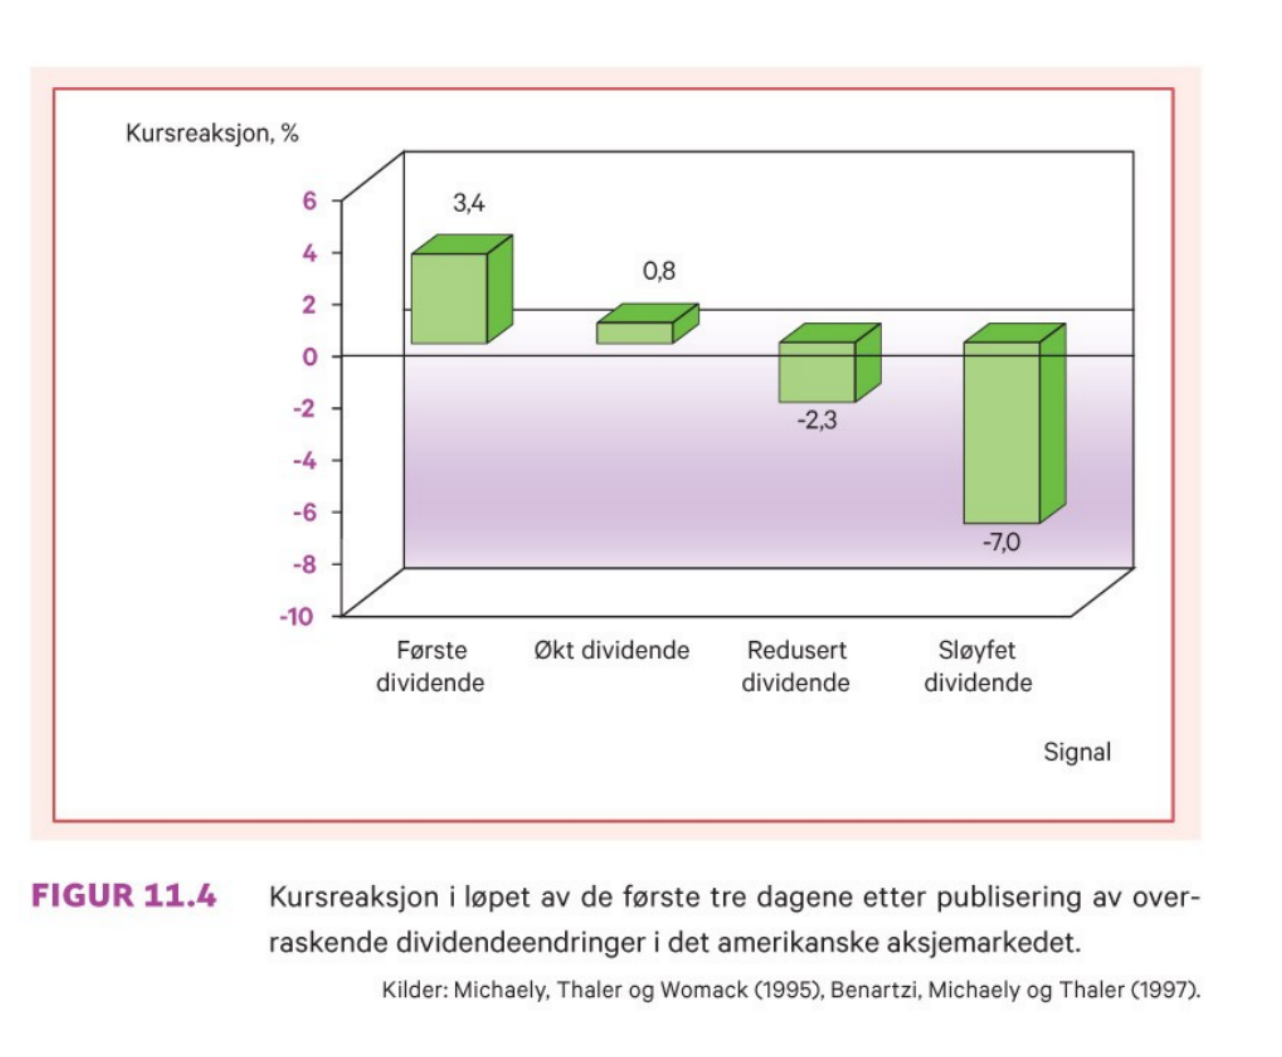 Kursreaksjon, %
6
4
2
0
-2
-4
-6
-8
-10
3,4
0,8
-2,3
-7,0
Første
dividende
Økt dividende
Redusert
dividende
Sløyfet
dividende
Signal
FIGUR 11.4
Kursreaksjon i løpet av de første tre dagene etter publisering av over-
raskende dividendeendringer i det amerikanske aksjemarkedet.
Kilder: Michaely, Thaler og Womack (1995), Benartzi, Michaely og Thaler (1997).